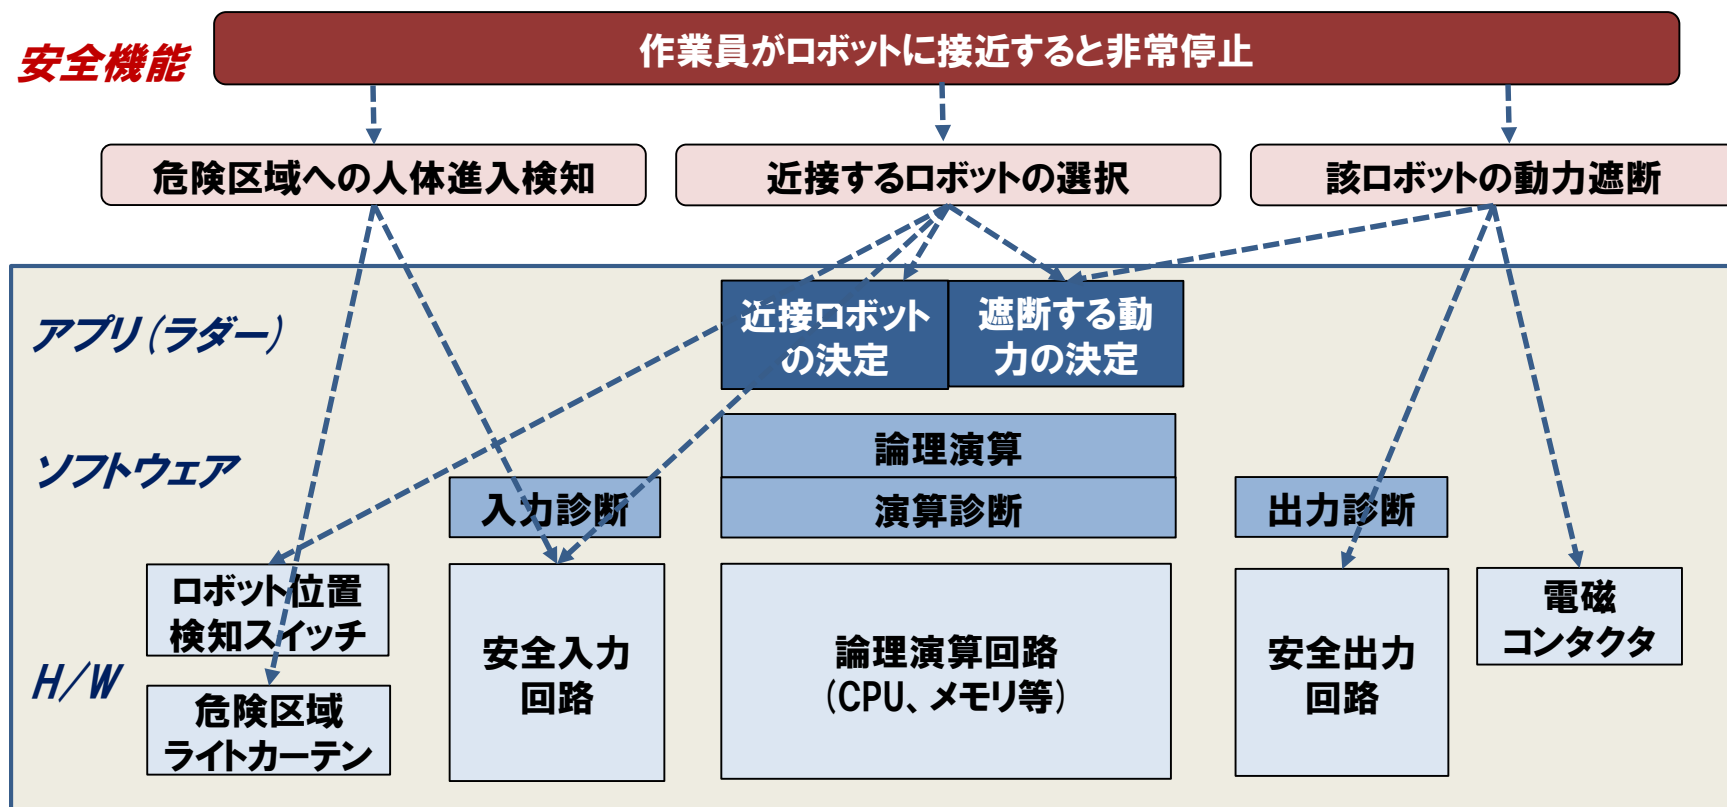 安全機能
作業員がロボットに接近すると非常停止
危険区域への人体進入検知
近接するロボットの選択
該ロボットの動力遮断
アプリ(ラダー)
近接ロボット
の決定
遮断する動
力の決定
ソフトウェア
論理演算
入力診断
演算診断
出力診断
H/W
ロボット位置
検知スイッチ
危険区域
ライトカーテン
安全入力
回路
論理演算回路
(CPU、メモリ等)
安全出力
回路
電磁
コンタクタ